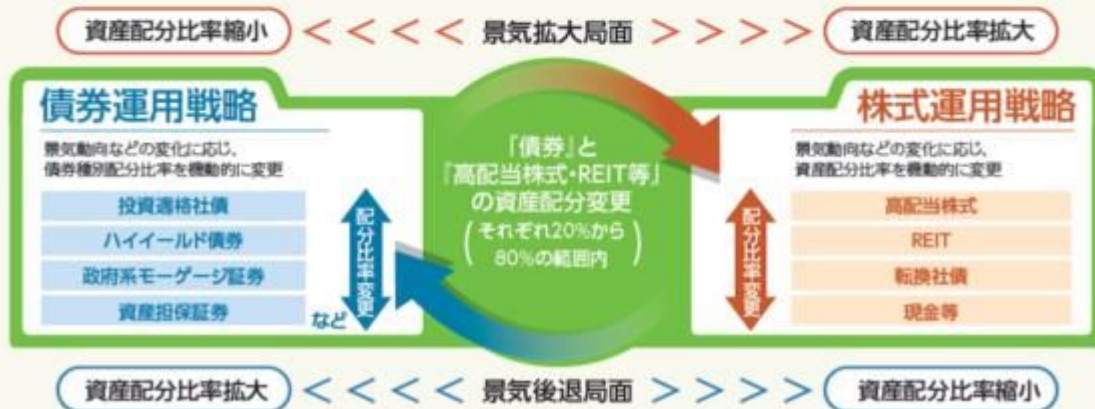 資産配分比率縮小 < < < < < 景気拡大局面 > > > > > 資産配分比率拡大
債券運用戦略
景気動向などの変化に応じ、
債券種別配分比率を機動的に変更
投資適格社債
ハイイールド債券
政府系モーゲージ証券
資産担保証券
など
配分比率変更
『債券』と
『高配当株式・REIT等』
の資産配分変更
(それぞれ20%から
80%の範囲内)
株式運用戦略
景気動向などの変化に応じ、
資産配分比率を機動的に変更
配分比率変更
高配当株式
REIT
転換社債
現金等
資産配分比率拡大 < < < < < 景気後退局面 > > > > > 資産配分比率縮小